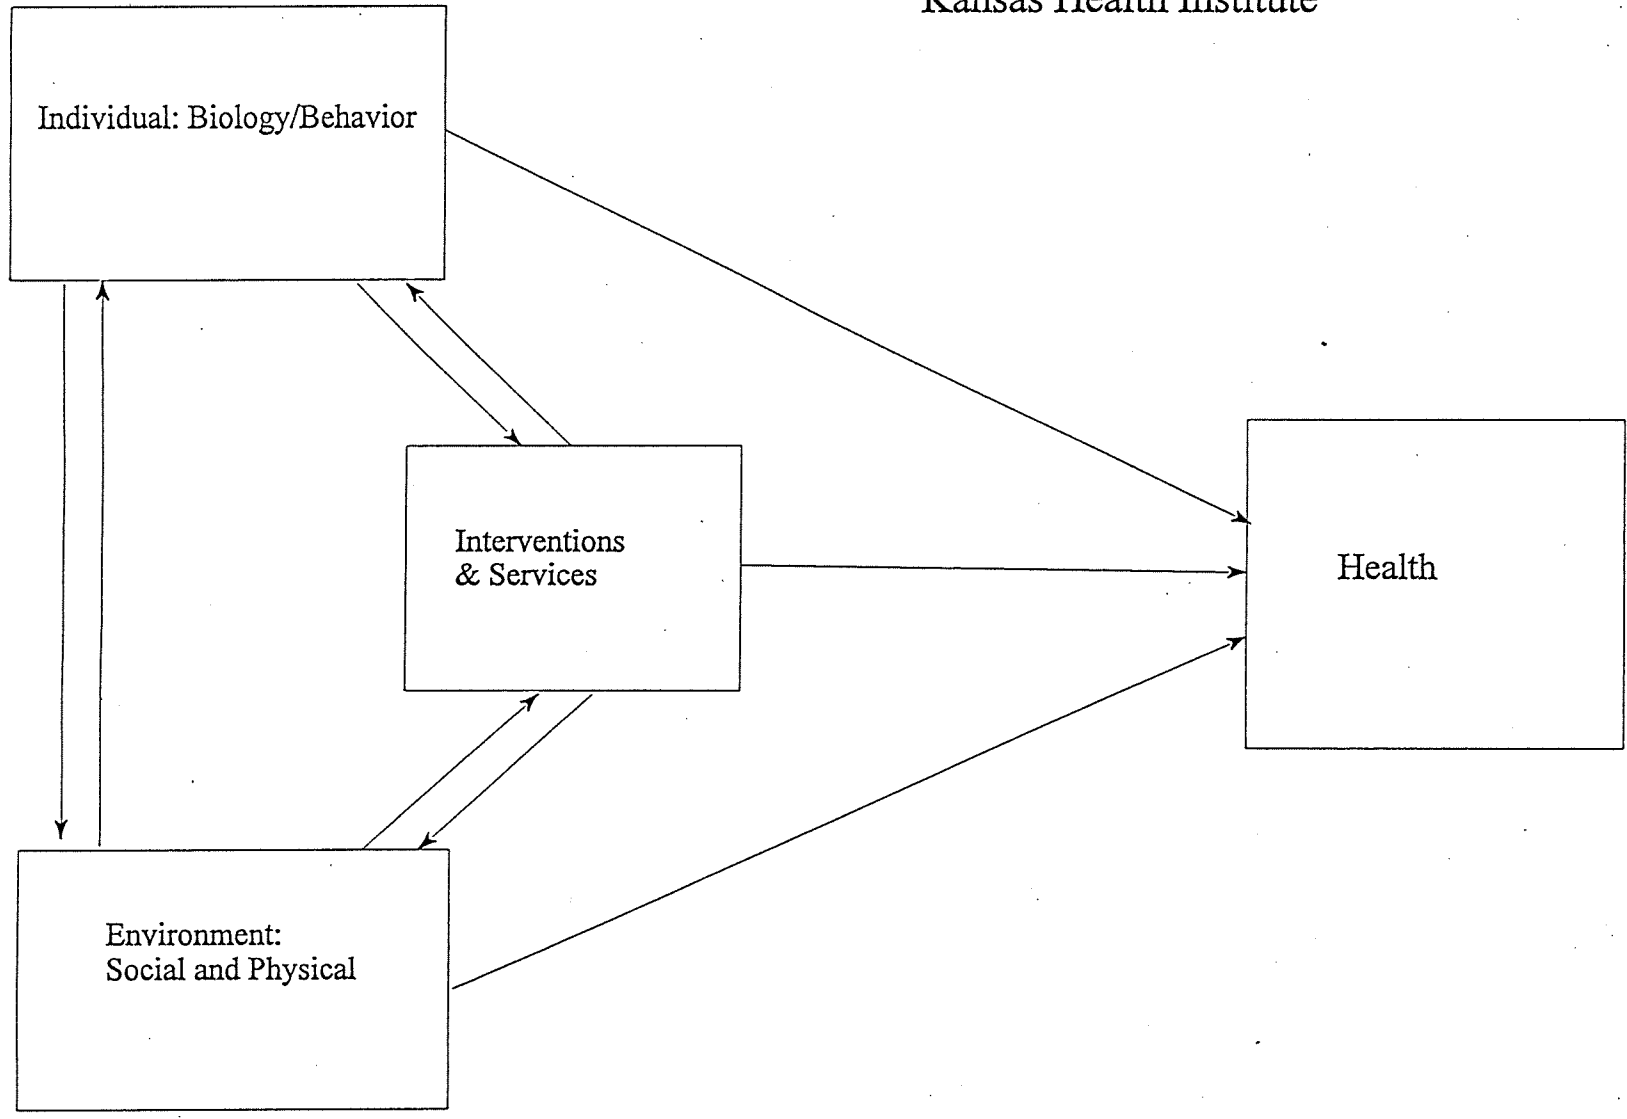 Kansas Health Institute
Individual: Biology/Behavior
Interventions
& Services
Health
Environment:
Social and Physical